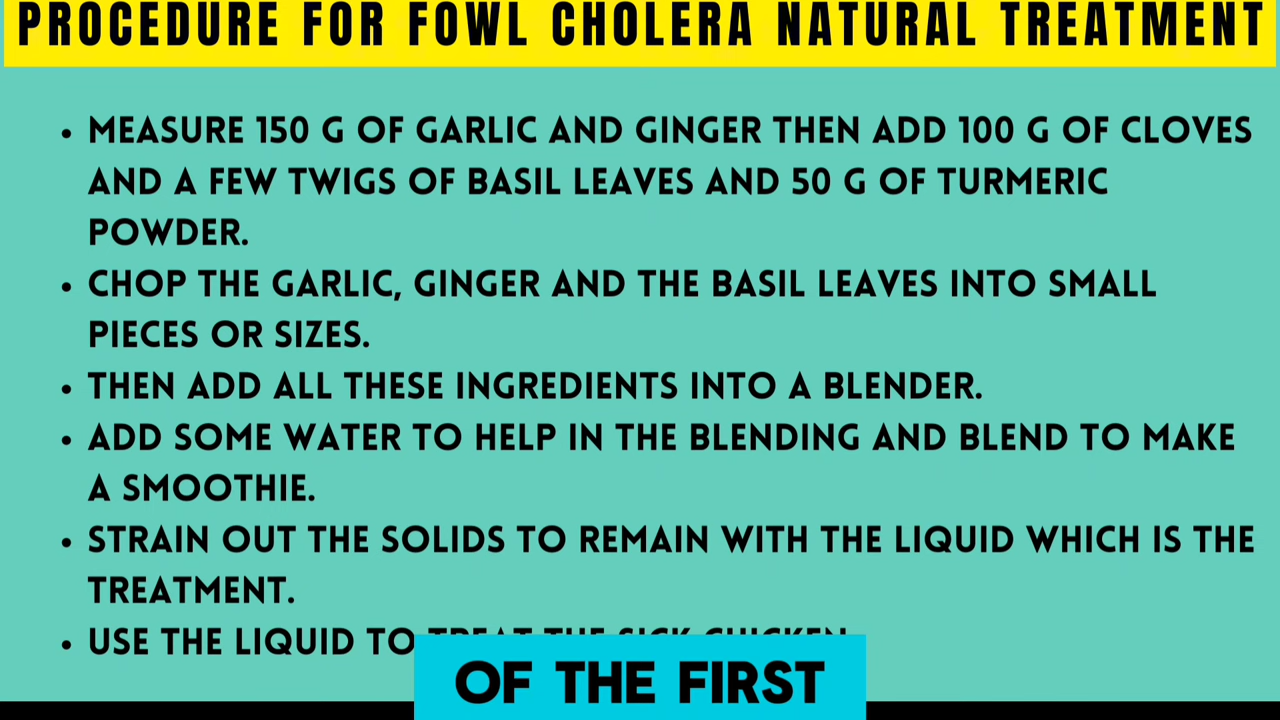 PROCEDURE FOR FOWL CHOLERA NATURAL TREATMENT
• MEASURE 150 G OF GARLIC AND GINGER THEN ADD 100 G OF CLOVES
AND A FEW TWIGS OF BASIL LEAVES AND 50 G OF TURMERIC
POWDER.
• CHOP THE GARLIC, GINGER AND THE BASIL LEAVES INTO SMALL
PIECES OR SIZES.
• THEN ADD ALL THESE INGREDIENTS INTO A BLENDER.
• ADD SOME WATER TO HELP IN THE BLENDING AND BLEND TO MAKE
A SMOOTHIE.
• STRAIN OUT THE SOLIDS TO REMAIN WITH THE LIQUID WHICH IS THE
TREATMENT.
• USE THE LIQUID TO TREAT THE SICK CHICKEN
OF THE FIRST